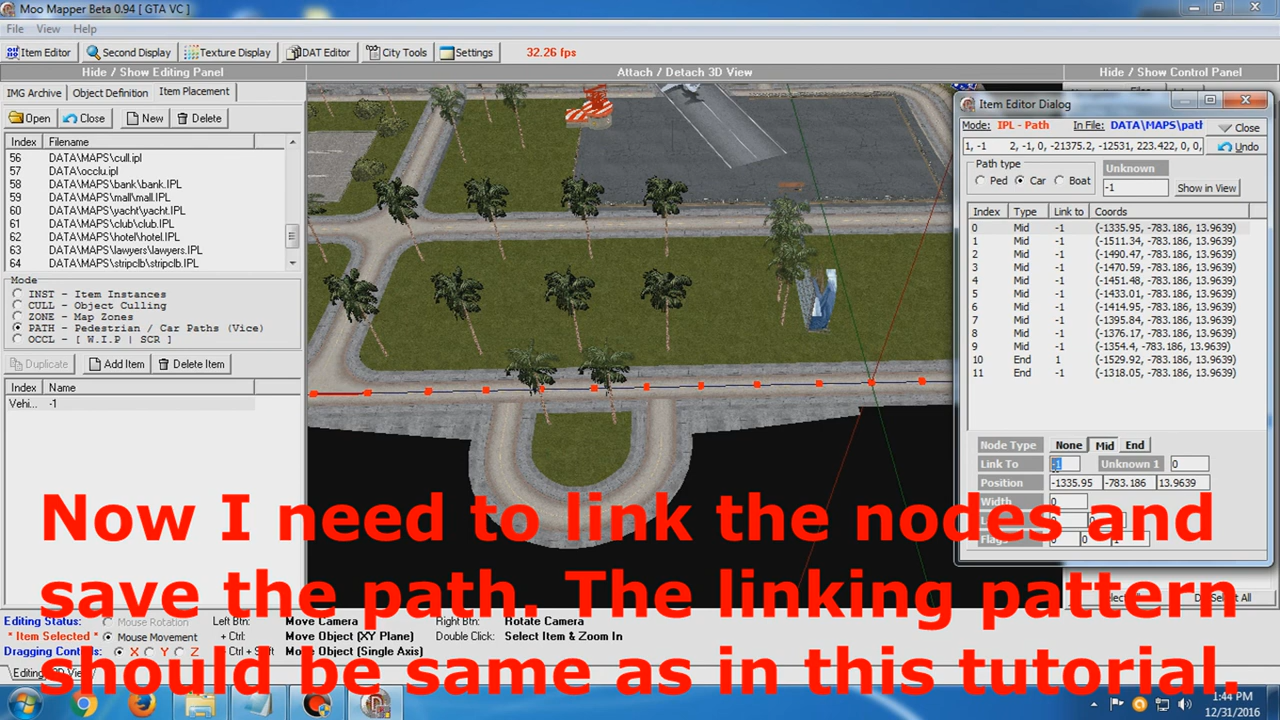 Moo Mapper Beta 0.94 [ GTA VC ]
File View Help
Item Editor Second Display Texture Display DAT Editor City Tools Settings 32.26 fps
Hide / Show Editing Panel Attach / Detach 3D View Hide / Show Control Panel
IMG Archive Object Definition Item Placement
Open Close New Delete
Index Filename
56 DATA\MAPS\cull.ipl
57 DATA\occlu.ipl
58 DATA\MAPS\bank\bank.IPL
59 DATA\MAPS\mall\mall.IPL
60 DATA\MAPS\yacht\yacht.IPL
61 DATA\MAPS\club\club.IPL
62 DATA\MAPS\hotel\hotel.IPL
63 DATA\MAPS\lawyers\lawyers.IPL
64 DATA\MAPS\stripclb\stripclb.IPL
Mode
INST - Item Instances
CULL - Object Culling
ZONE - Map Zones
PATH - Pedestrian / Car Paths (Vice)
OCCL - [ W.I.P | SCR ]
Duplicate Add Item Delete Item
Index Name
Vehi... -1
Item Editor Dialog
Mode: IPL - Path In File: DATA\MAPS\path Close
1, -1 2, -1, 0, -21375.2, -12531, 223.422, 0, 0, Undo
Path type Unknown
Ped Car Boat -1 Show in View
Index Type Link to Coords
0 Mid -1 (-1335.95, -783.186, 13.9639)
1 Mid -1 (-1511.34, -783.186, 13.9639)
2 Mid -1 (-1490.47, -783.186, 13.9639)
3 Mid -1 (-1470.59, -783.186, 13.9639)
4 Mid -1 (-1451.48, -783.186, 13.9639)
5 Mid -1 (-1433.01, -783.186, 13.9639)
6 Mid -1 (-1414.95, -783.186, 13.9639)
7 Mid -1 (-1395.84, -783.186, 13.9639)
8 Mid -1 (-1376.17, -783.186, 13.9639)
9 Mid -1 (-1354.4, -783.186, 13.9639)
10 End 1 (-1529.92, -783.186, 13.9639)
11 End -1 (-1318.05, -783.186, 13.9639)
Node Type None Mid End
Link To -1 Unknown 1 0
Position -1335.95 -783.186 13.9639
Width 0
Flags
Now I need to link the nodes and
save the path. The linking pattern
should be same as in this tutorial.
Editing Status: Mouse Rotation Left Btn: Move Camera Right Btn: Rotate Camera
* Item Selected * Mouse Movement + Ctrl: Move Object (XY Plane) Double Click: Select Item & Zoom In
Dragging Controls: X Y Z Ctrl + Shift Move Object (Single Axis)
1:44 PM
12/31/2016